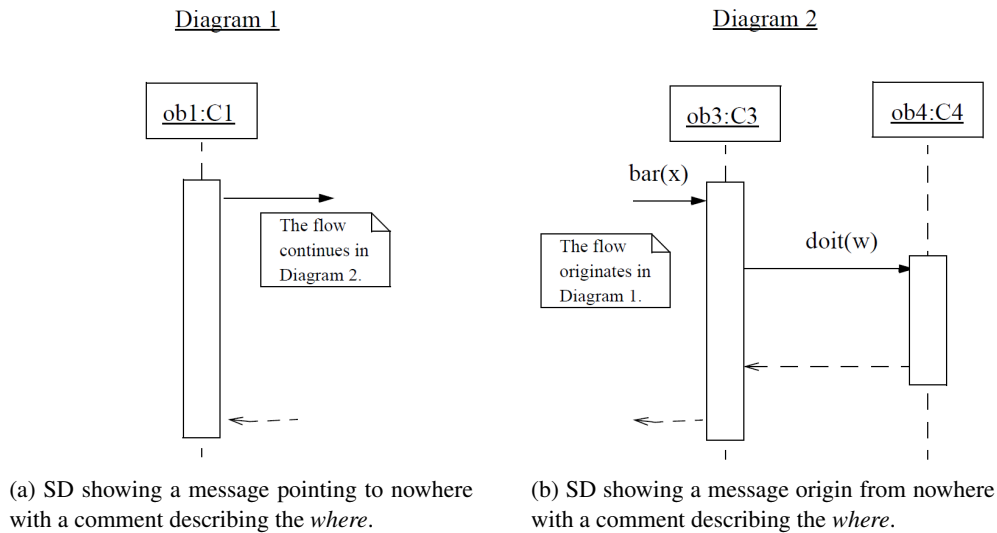 Diagram 1
ob1:C1
The flow
continues in
Diagram 2.
(a) SD showing a message pointing to nowhere
with a comment describing the where.
Diagram 2
ob3:C3
ob4:C4
bar(x)
The flow
originates in
Diagram 1.
doit(w)
(b) SD showing a message origin from nowhere
with a comment describing the where.